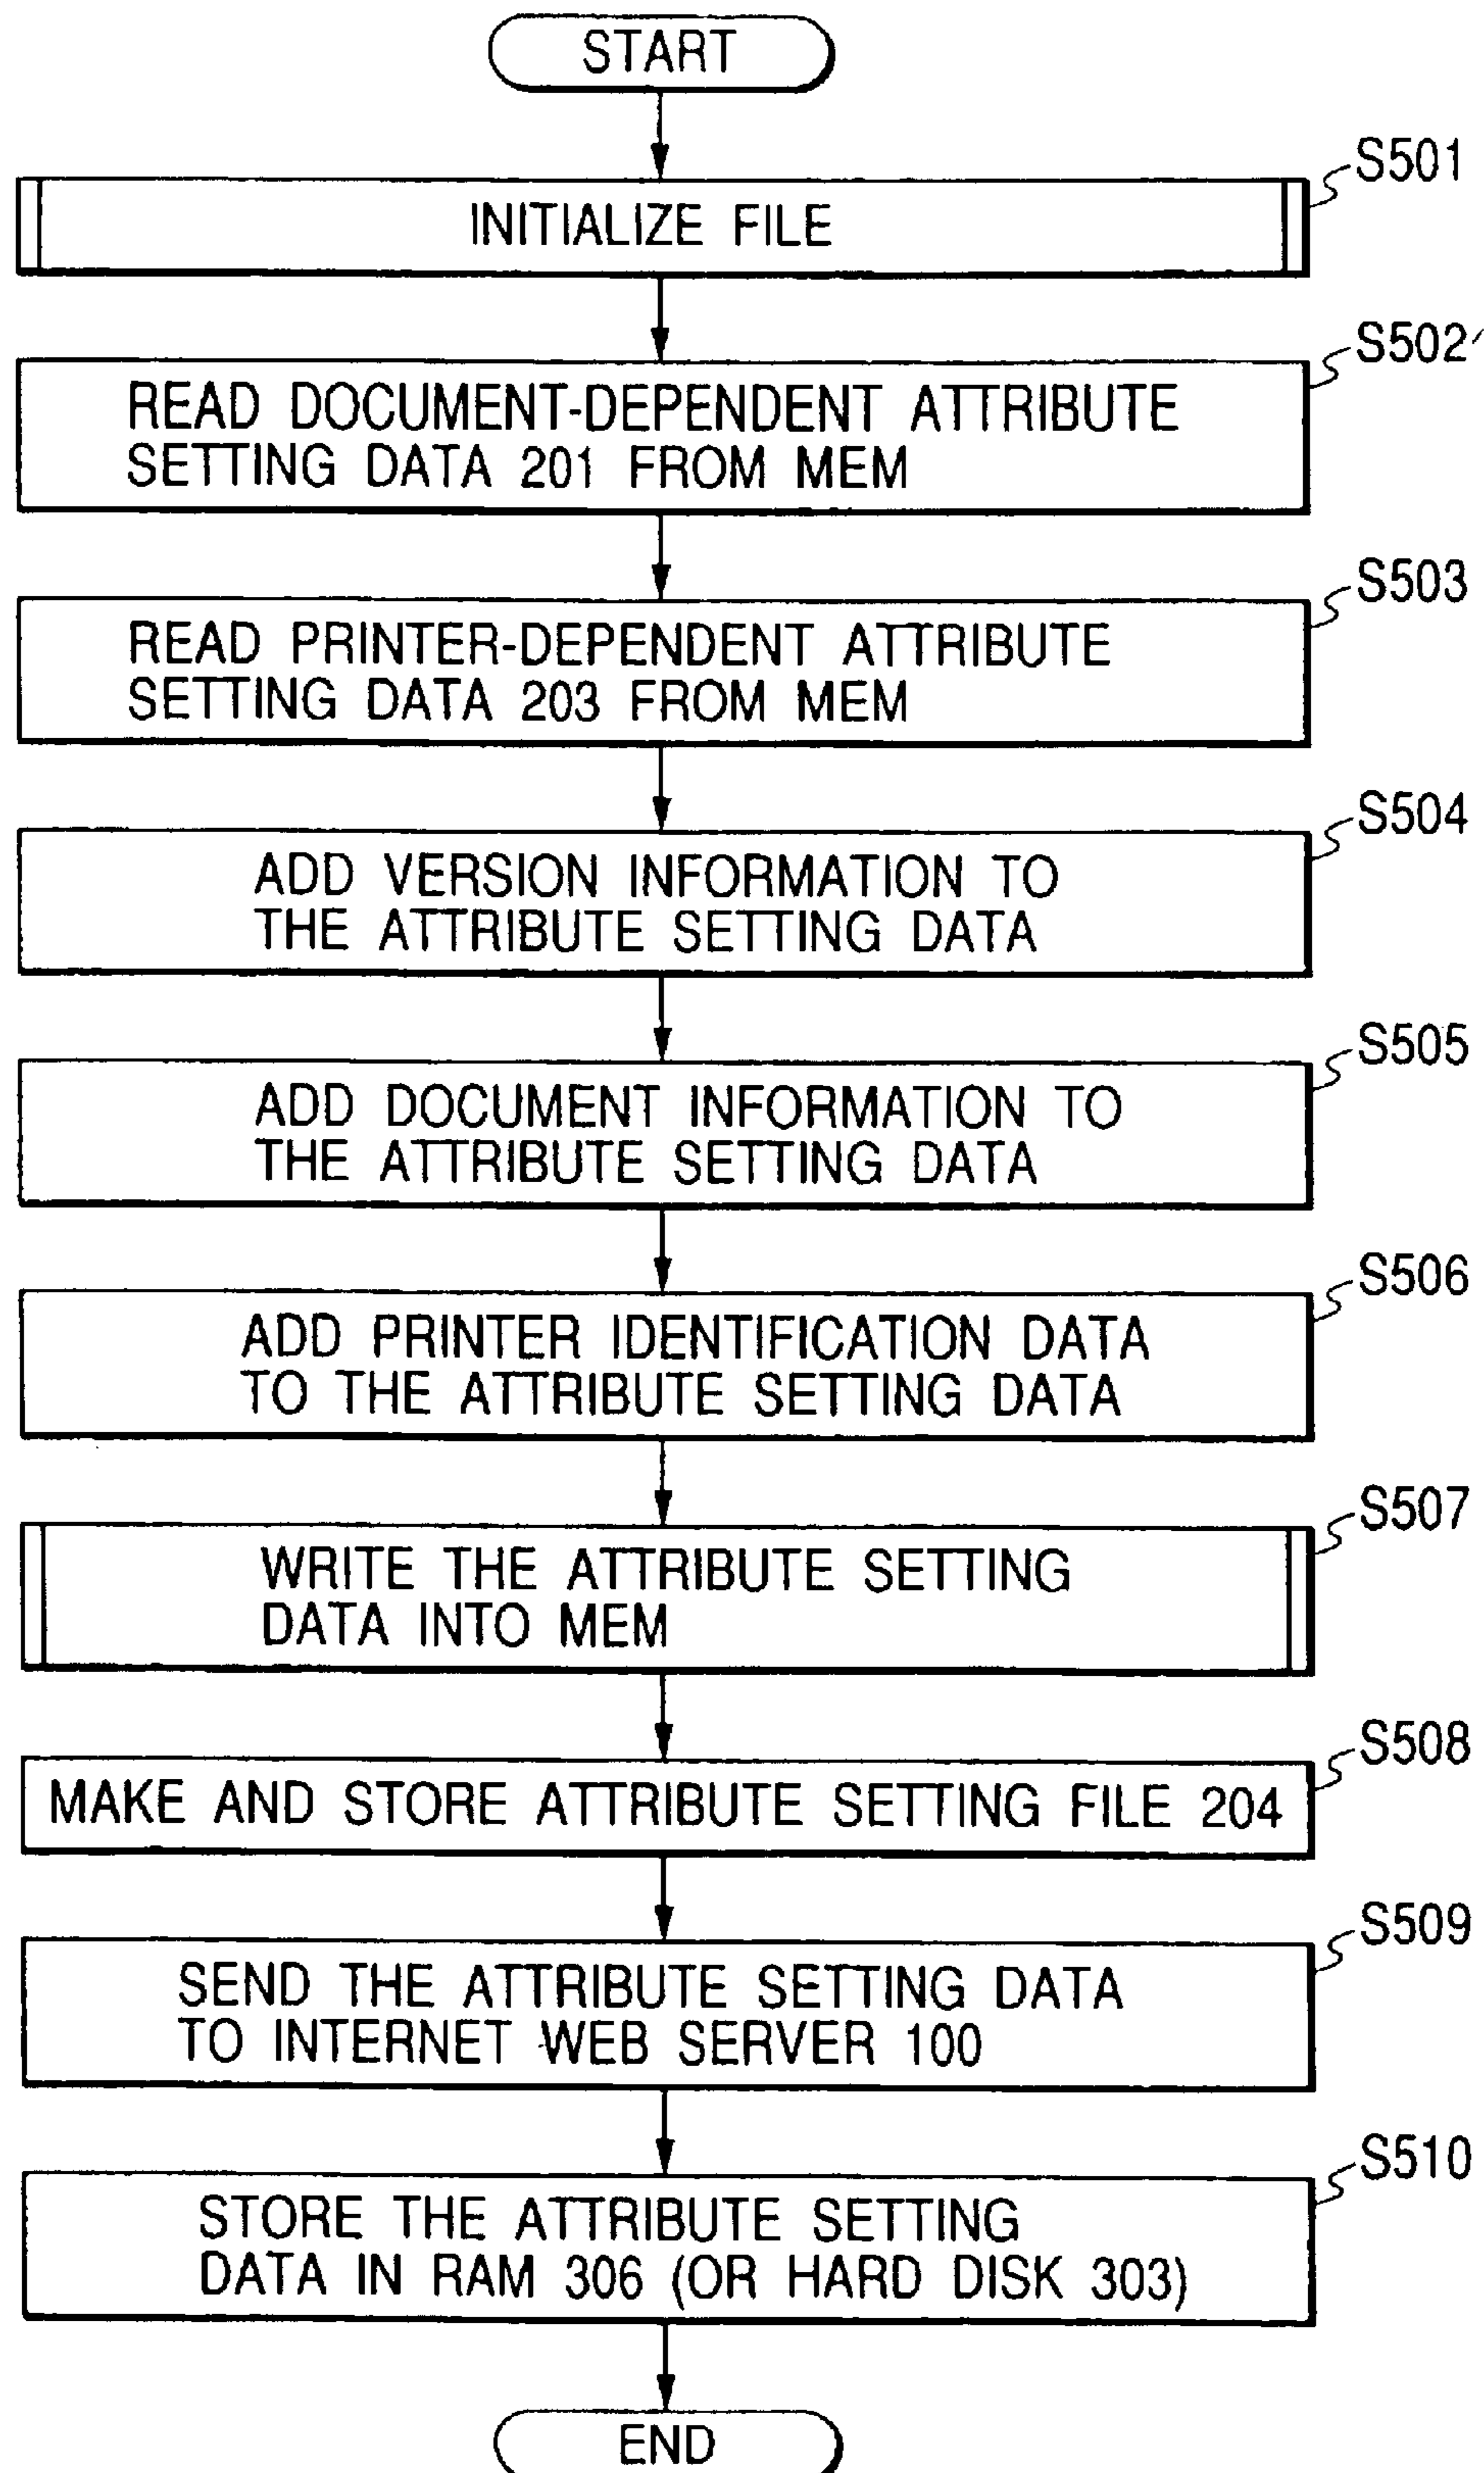 START
S501
INITIALIZE FILE
S502
READ DOCUMENT-DEPENDENT ATTRIBUTE
SETTING DATA 201 FROM MEM
S503
READ PRINTER-DEPENDENT ATTRIBUTE
SETTING DATA 203 FROM MEM
S504
ADD VERSION INFORMATION TO
THE ATTRIBUTE SETTING DATA
S505
ADD DOCUMENT INFORMATION TO
THE ATTRIBUTE SETTING DATA
S506
ADD PRINTER IDENTIFICATION DATA
TO THE ATTRIBUTE SETTING DATA
S507
WRITE THE ATTRIBUTE SETTING
DATA INTO MEM
S508
MAKE AND STORE ATTRIBUTE SETTING FILE 204
S509
SEND THE ATTRIBUTE SETTING DATA
TO INTERNET WEB SERVER 100
S510
STORE THE ATTRIBUTE SETTING
DATA IN RAM 306 (OR HARD DISK 303)
END